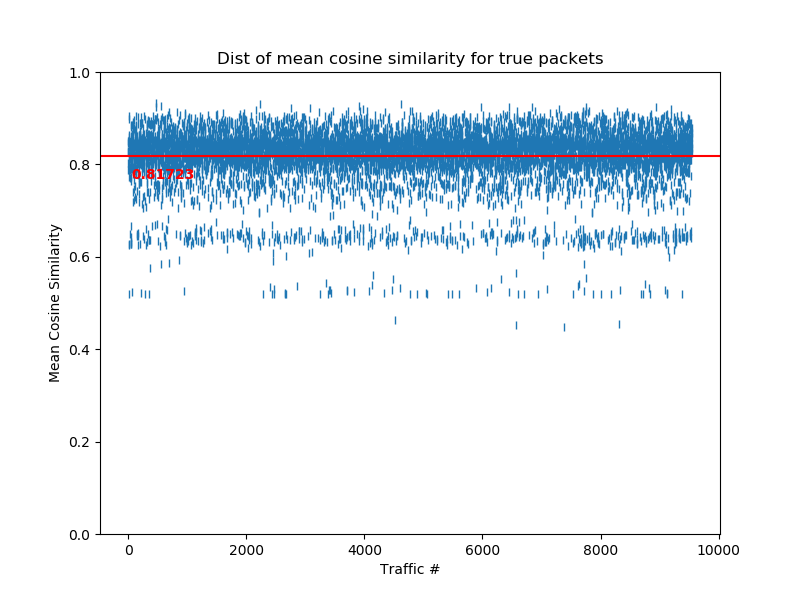 Dist of mean cosine similarity for true packets
1.0
0.8
0.6
0.4
0.2
0.0
Mean Cosine Similarity
0.81723
0 2000 4000 6000 8000 10000
Traffic #